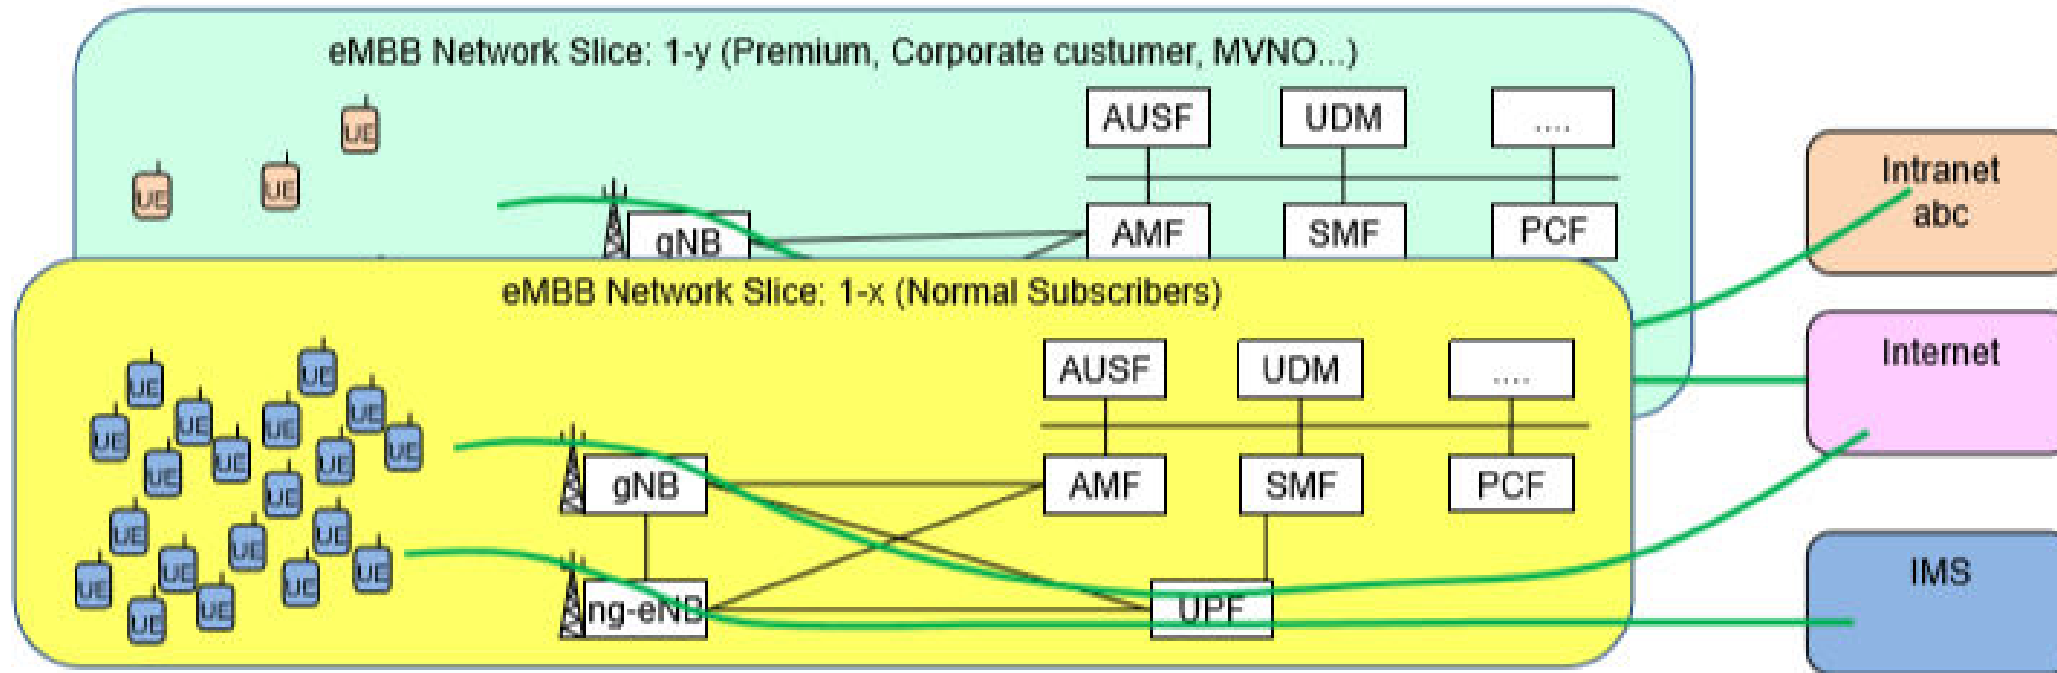 eMBB Network Slice: 1-y (Premium, Corporate custumer, MVNO...)
UE
UE
UE
AUSF UDM ....
gNB AMF SMF PCF
Intranet
abc
eMBB Network Slice: 1-x (Normal Subscribers)
Internet
UE
UE
UE
UE
UE
UE
UE
UE
UE
UE
UE
AUSF UDM ....
gNB AMF SMF PCF
UE
UE
UE
UE
UE
UE
UE
UE
UE
ng-eNB UPF
IMS